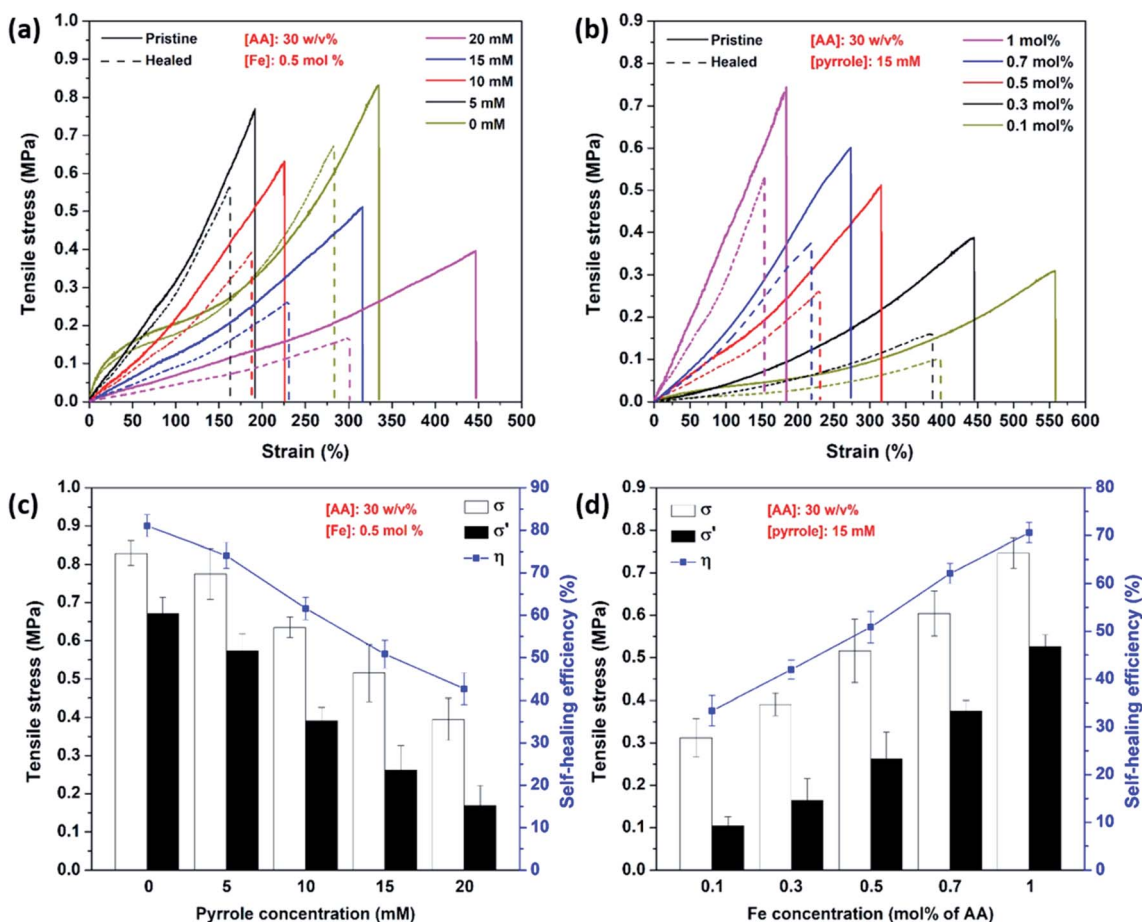 (a)
Pristine
Healed
[AA]: 30 w/v%
[Fe]: 0.5 mol %
20 mM
15 mM
10 mM
5 mM
0 mM
Tensile stress (MPa)
1.0
0.9
0.8
0.7
0.6
0.5
0.4
0.3
0.2
0.1
0.0
0 50 100 150 200 250 300 350 400 450 500
Strain (%)
(b)
Pristine
Healed
[AA]: 30 w/v%
[pyrrole]: 15 mM
1 mol%
0.7 mol%
0.5 mol%
0.3 mol%
0.1 mol%
Tensile stress (MPa)
0.9
0.8
0.7
0.6
0.5
0.4
0.3
0.2
0.1
0.0
0 50 100 150 200 250 300 350 400 450 500 550 600
Strain (%)
(c)
[AA]: 30 w/v%
[Fe]: 0.5 mol %
σ
σ'
η
Tensile stress (MPa)
1.0
0.9
0.8
0.7
0.6
0.5
0.4
0.3
0.2
0.1
0.0
0 5 10 15 20
Pyrrole concentration (mM)
90
80
70
60
50
40
30
20
10
0
Self-healing efficiency (%)
(d)
σ
σ'
η
[AA]: 30 w/v%
[pyrrole]: 15 mM
Tensile stress (MPa)
0.9
0.8
0.7
0.6
0.5
0.4
0.3
0.2
0.1
0.0
0.1 0.3 0.5 0.7 1
Fe concentration (mol% of AA)
80
70
60
50
40
30
20
10
0
Self-healing efficiency (%)